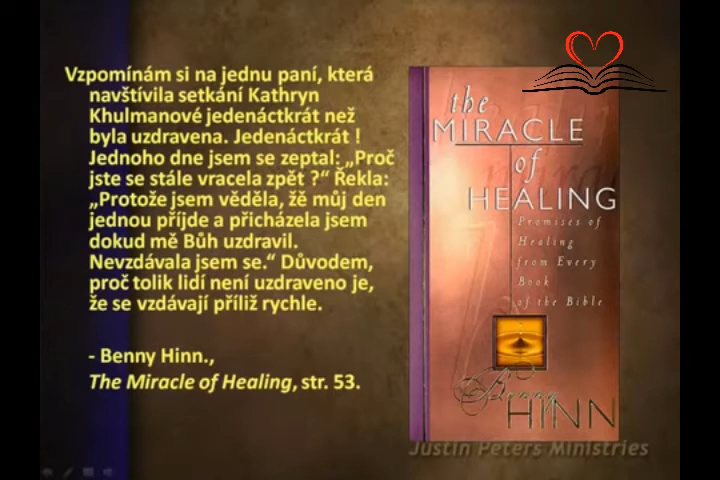 Vzpomínám si na jednu paní, která
navštívila setkání Kathryn
Khulmanové jedenáctkrát než
byla uzdravena. Jedenáctkrát !
Jednoho dne jsem se zeptal: „Proč
jste se stále vracela zpět ?“ Řekla:
„Protože jsem věděla, žě můj den
jednou příjde a přicházela jsem
dokud mě Bůh uzdravil.
Nevzdávala jsem se.“ Důvodem,
proč tolik lidí není uzdraveno je,
že se vzdávají příliž rychle.
- Benny Hinn.,
The Miracle of Healing, str. 53.
the
MIRACLE
of
HEALING
Promises of
Healing
from Every
Book
of the Bible
Benny
HINN
Justin Peters Ministries